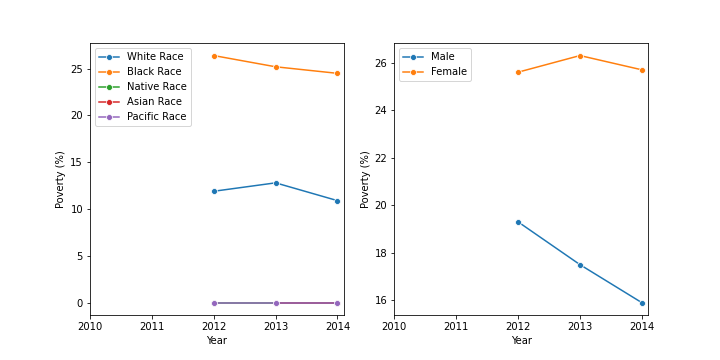 White Race
Black Race
Native Race
Asian Race
Pacific Race
25
20
15
10
5
0
Poverty (%)
2010 2011 2012 2013 2014
Year
Male
Female
26
24
22
20
18
16
Poverty (%)
2010 2011 2012 2013 2014
Year